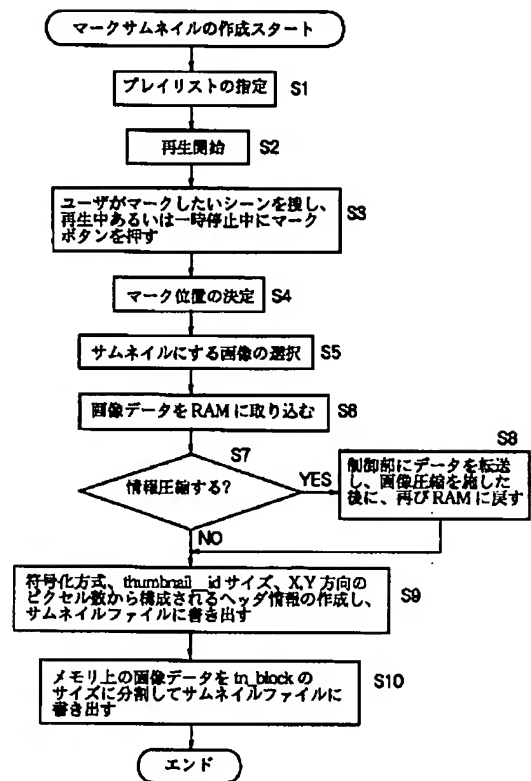 マークサムネイルの作成スタート
プレイリストの指定
S1
再生開始
S2
ユーザがマークしたいシーンを捜し、
再生中あるいは一時停止中にマーク
ボタンを押す
S3
マーク位置の決定
S4
サムネイルにする画像の選択
S5
画像データをRAMに取り込む
S6
S7
情報圧縮する?
YES
S8
制御部にデータを転送
し、画像圧縮を施した
後に、再びRAMに戻す
NO
符号化方式、thumbnail_idサイズ、X,Y方向の
ピクセル数から構成されるヘッダ情報の作成し、
サムネイルファイルに書き出す
S9
メモリ上の画像データをtn_blockの
サイズに分割してサムネイルファイルに
書き出す
S10
エンド